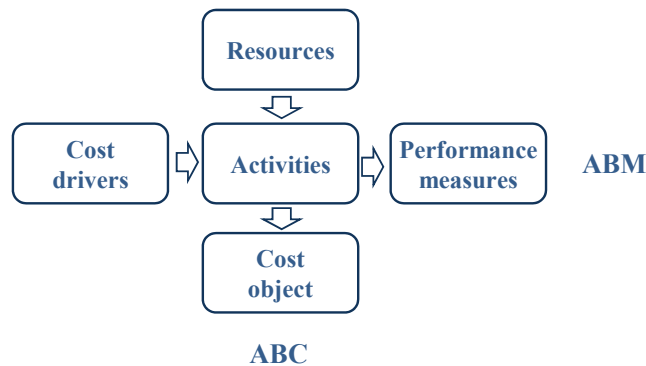 Resources
Cost
drivers
Activities
Performance
measures
ABM
Cost
object
ABC